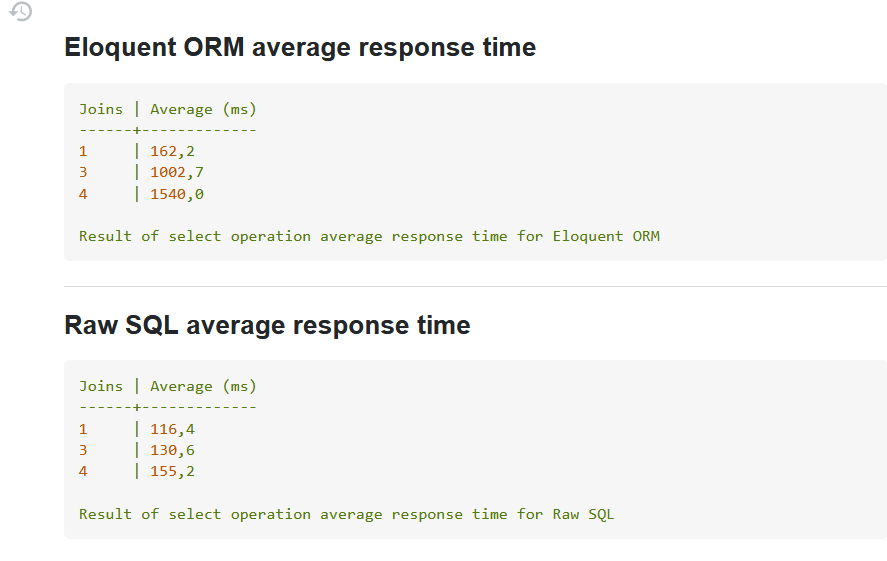 Eloquent ORM average response time
Joins | Average (ms)
------+-------------
1     | 162,2
3     | 1002,7
4     | 1540,0
Result of select operation average response time for Eloquent ORM
Raw SQL average response time
Joins | Average (ms)
------+-------------
1     | 116,4
3     | 130,6
4     | 155,2
Result of select operation average response time for Raw SQL